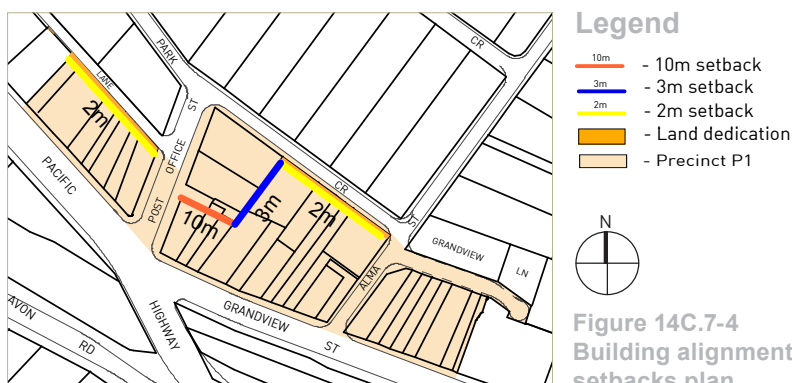 CR
PARK
ST
LANE
2m
OFFICE
POST
PACIFIC
CR
10m
3m
2m
ST
GRANDVIEW
LN
ALMA
HIGHWAY
GRANDVIEW
ST
AVON
RD
Legend
10m - 10m setback
3m - 3m setback
2m - 2m setback
- Land dedication
- Precinct P1
N
Figure 14C.7-4
Building alignment
setbacks plan